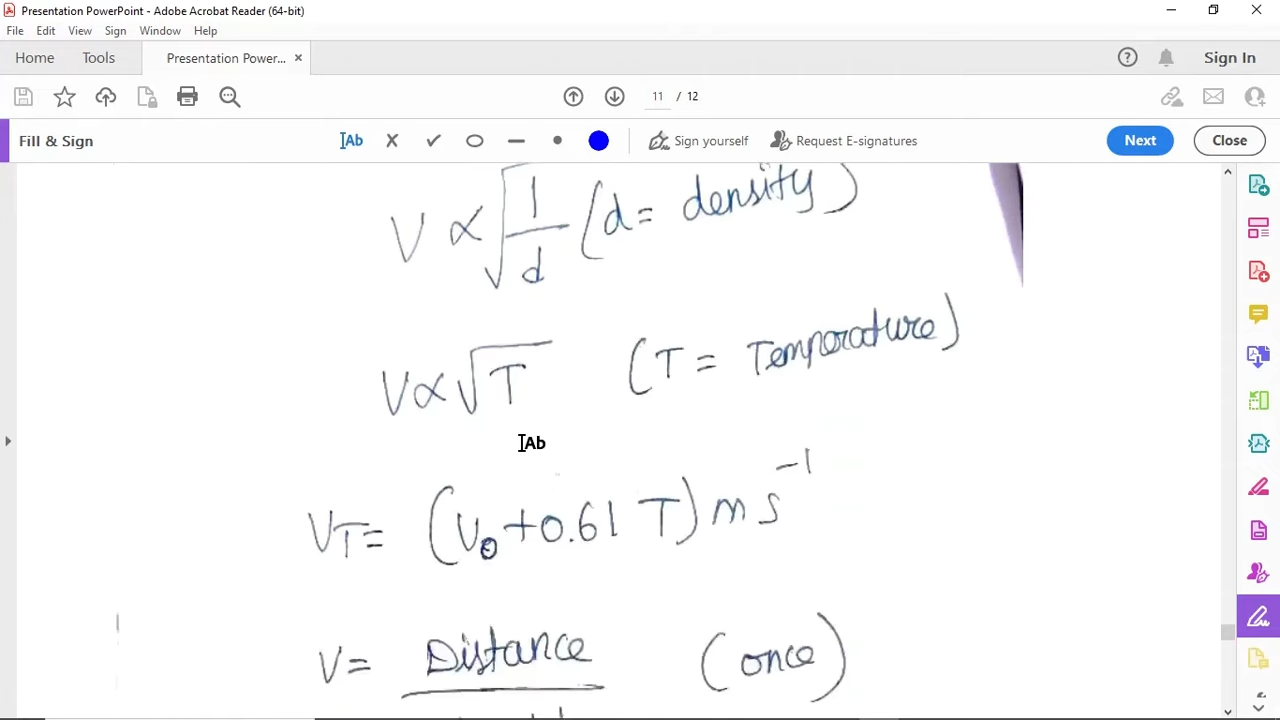 Presentation PowerPoint - Adobe Acrobat Reader (64-bit)
File Edit View Sign Window Help
Home Tools Presentation Power... × Sign In
11 / 12
Fill & Sign Ab Sign yourself Request E-signatures Next Close
V ∝ √(1/d) (d = density)
V ∝ √T (T = Temperature)
Ab
VT = (V₀ + 0.61 T) m s⁻¹
V = Distance (once)